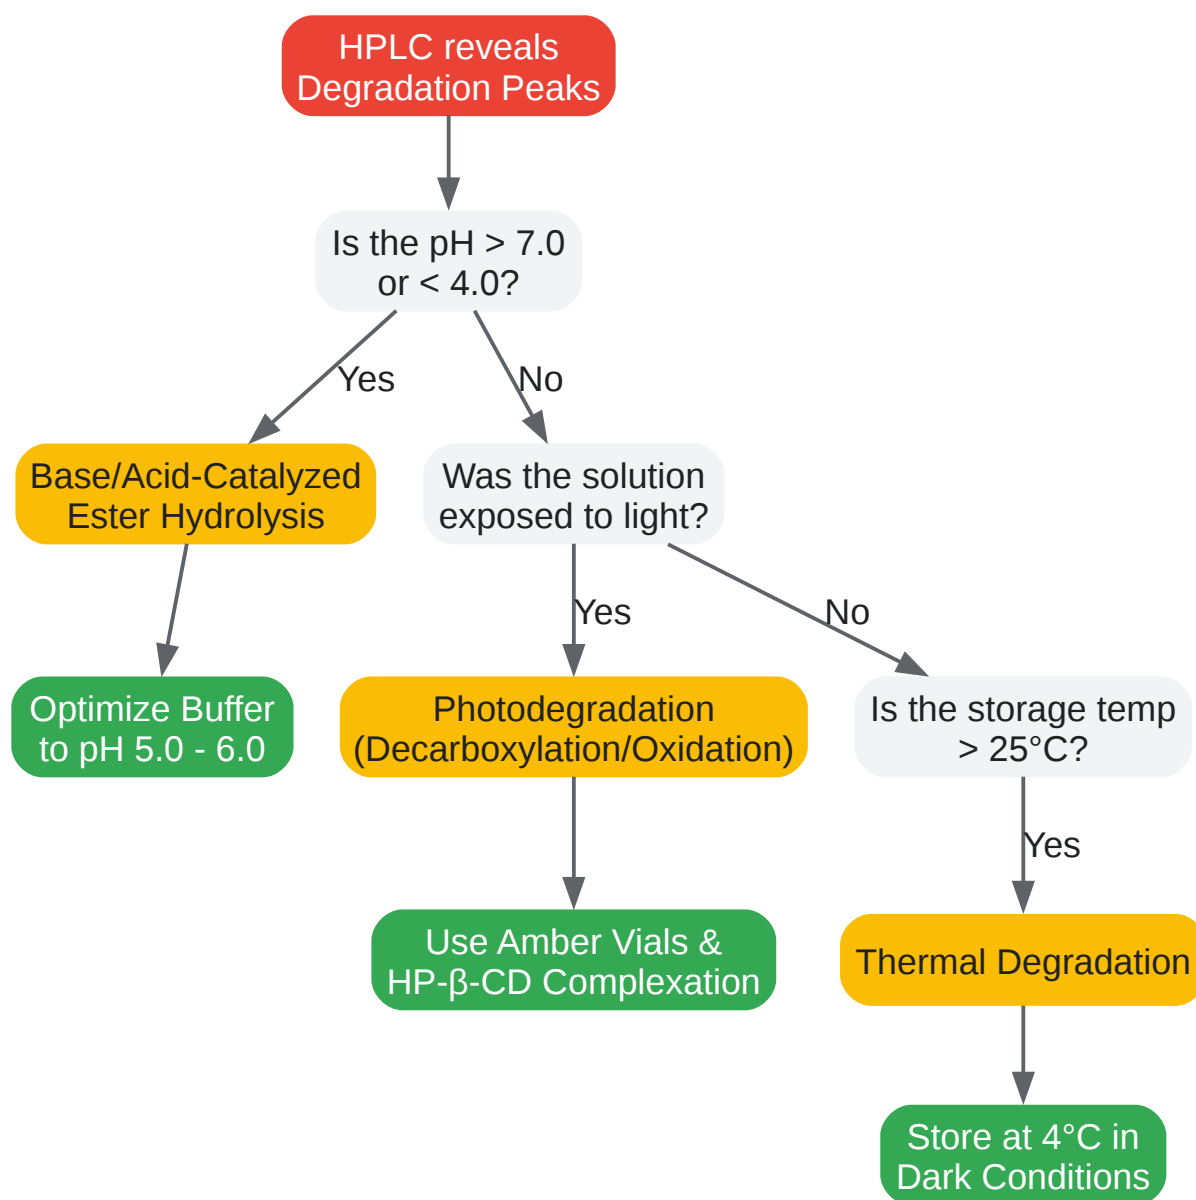 HPLC reveals
Degradation Peaks
Is the pH > 7.0
or < 4.0?
Yes
No
Base/Acid-Catalyzed
Ester Hydrolysis
Was the solution
exposed to light?
Yes
No
Optimize Buffer
to pH 5.0 - 6.0
Photodegradation
(Decarboxylation/Oxidation)
Is the storage temp
> 25°C?
Yes
Use Amber Vials &
HP-β-CD Complexation
Thermal Degradation
Store at 4°C in
Dark Conditions